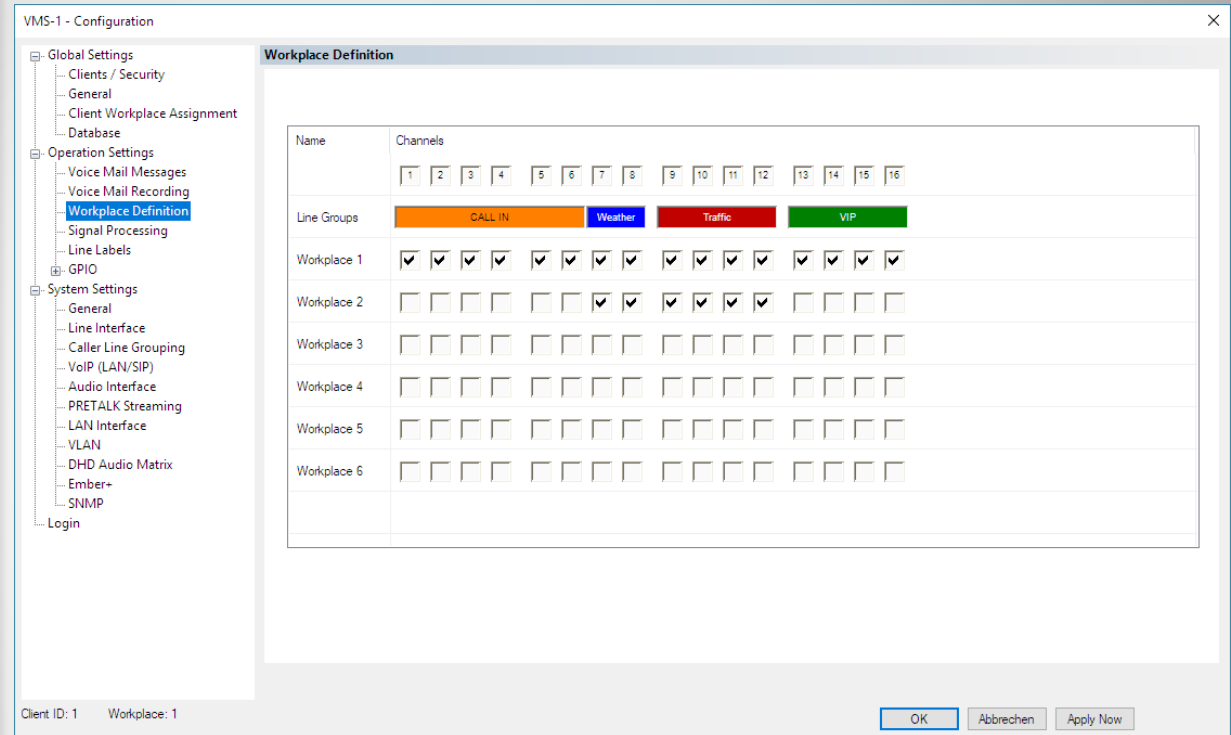 VMS-1 - Configuration
Global Settings
Clients / Security
General
Client Workplace Assignment
Database
Operation Settings
Voice Mail Messages
Voice Mail Recording
Workplace Definition
Signal Processing
Line Labels
GPIO
System Settings
General
Line Interface
Caller Line Grouping
VoIP (LAN/SIP)
Audio Interface
PRETALK Streaming
LAN Interface
VLAN
DHD Audio Matrix
Ember+
SNMP
Login
Workplace Definition
Name Channels
1 2 3 4 5 6 7 8 9 10 11 12 13 14 15 16
Line Groups CALL IN Weather Traffic VIP
Workplace 1
Workplace 2
Workplace 3
Workplace 4
Workplace 5
Workplace 6
Client ID: 1 Workplace: 1
OK Abbrechen Apply Now